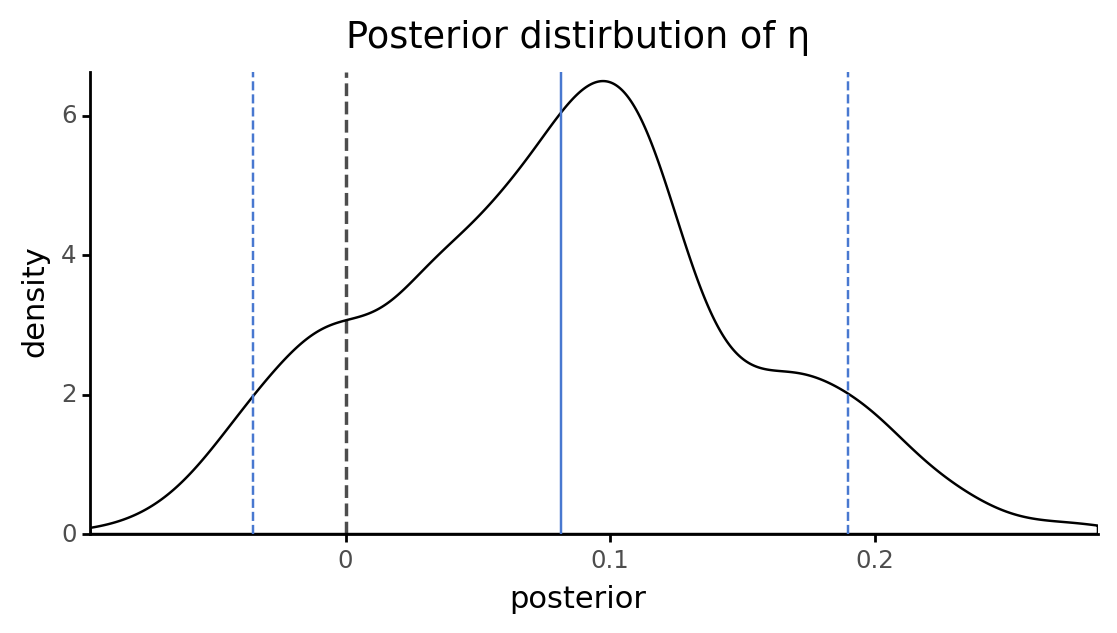 Posterior distirbution of η
density
6
4
2
0
0 0.1 0.2
posterior